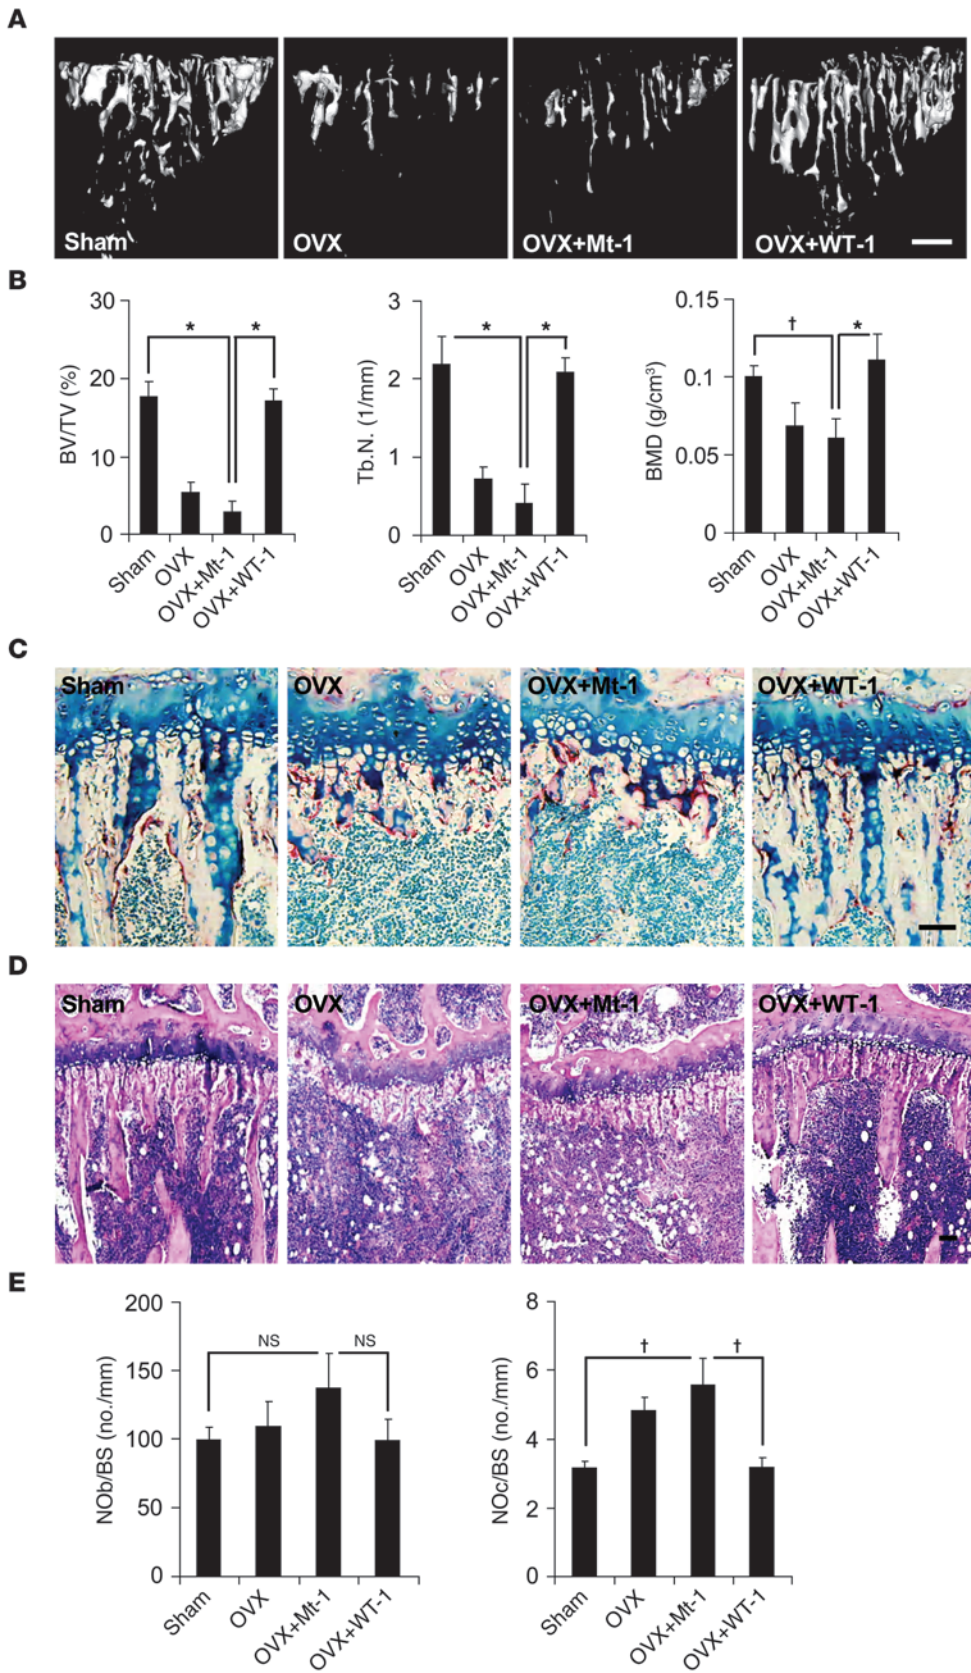 A
Sham
OVX
OVX+Mt-1
OVX+WT-1
B
BV/TV (%)
30
20
10
0
*
*
Sham
OVX
OVX+Mt-1
OVX+WT-1
Tb.N. (1/mm)
3
2
1
0
*
*
Sham
OVX
OVX+Mt-1
OVX+WT-1
BMD (g/cm³)
0.15
0.1
0.05
0
†
*
Sham
OVX
OVX+Mt-1
OVX+WT-1
C
Sham
OVX
OVX+Mt-1
OVX+WT-1
D
Sham
OVX
OVX+Mt-1
OVX+WT-1
E
NOb/BS (no./mm)
200
150
100
50
0
NS
NS
Sham
OVX
OVX+Mt-1
OVX+WT-1
NOc/BS (no./mm)
8
6
4
2
0
†
†
Sham
OVX
OVX+Mt-1
OVX+WT-1